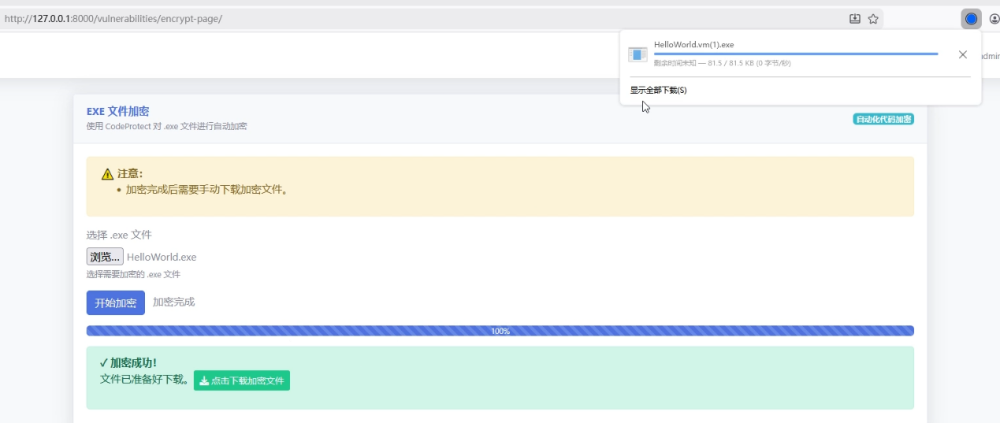 http://127.0.0.1:8000/vulnerabilities/encrypt-page/
HelloWorld.vm(1).exe
剩余时间未知 — 81.5 / 81.5 KB (0 字节/秒)
显示全部下载(S)
dmin
EXE 文件加密
使用 CodeProtect 对 .exe 文件进行自动加密
自动化代码加密
注意：
• 加密完成后需要手动下载加密文件。
选择 .exe 文件
浏览... HelloWorld.exe
选择需要加密的 .exe 文件
开始加密 加密完成
100%
✓ 加密成功！
文件已准备好下载。 点击下载加密文件